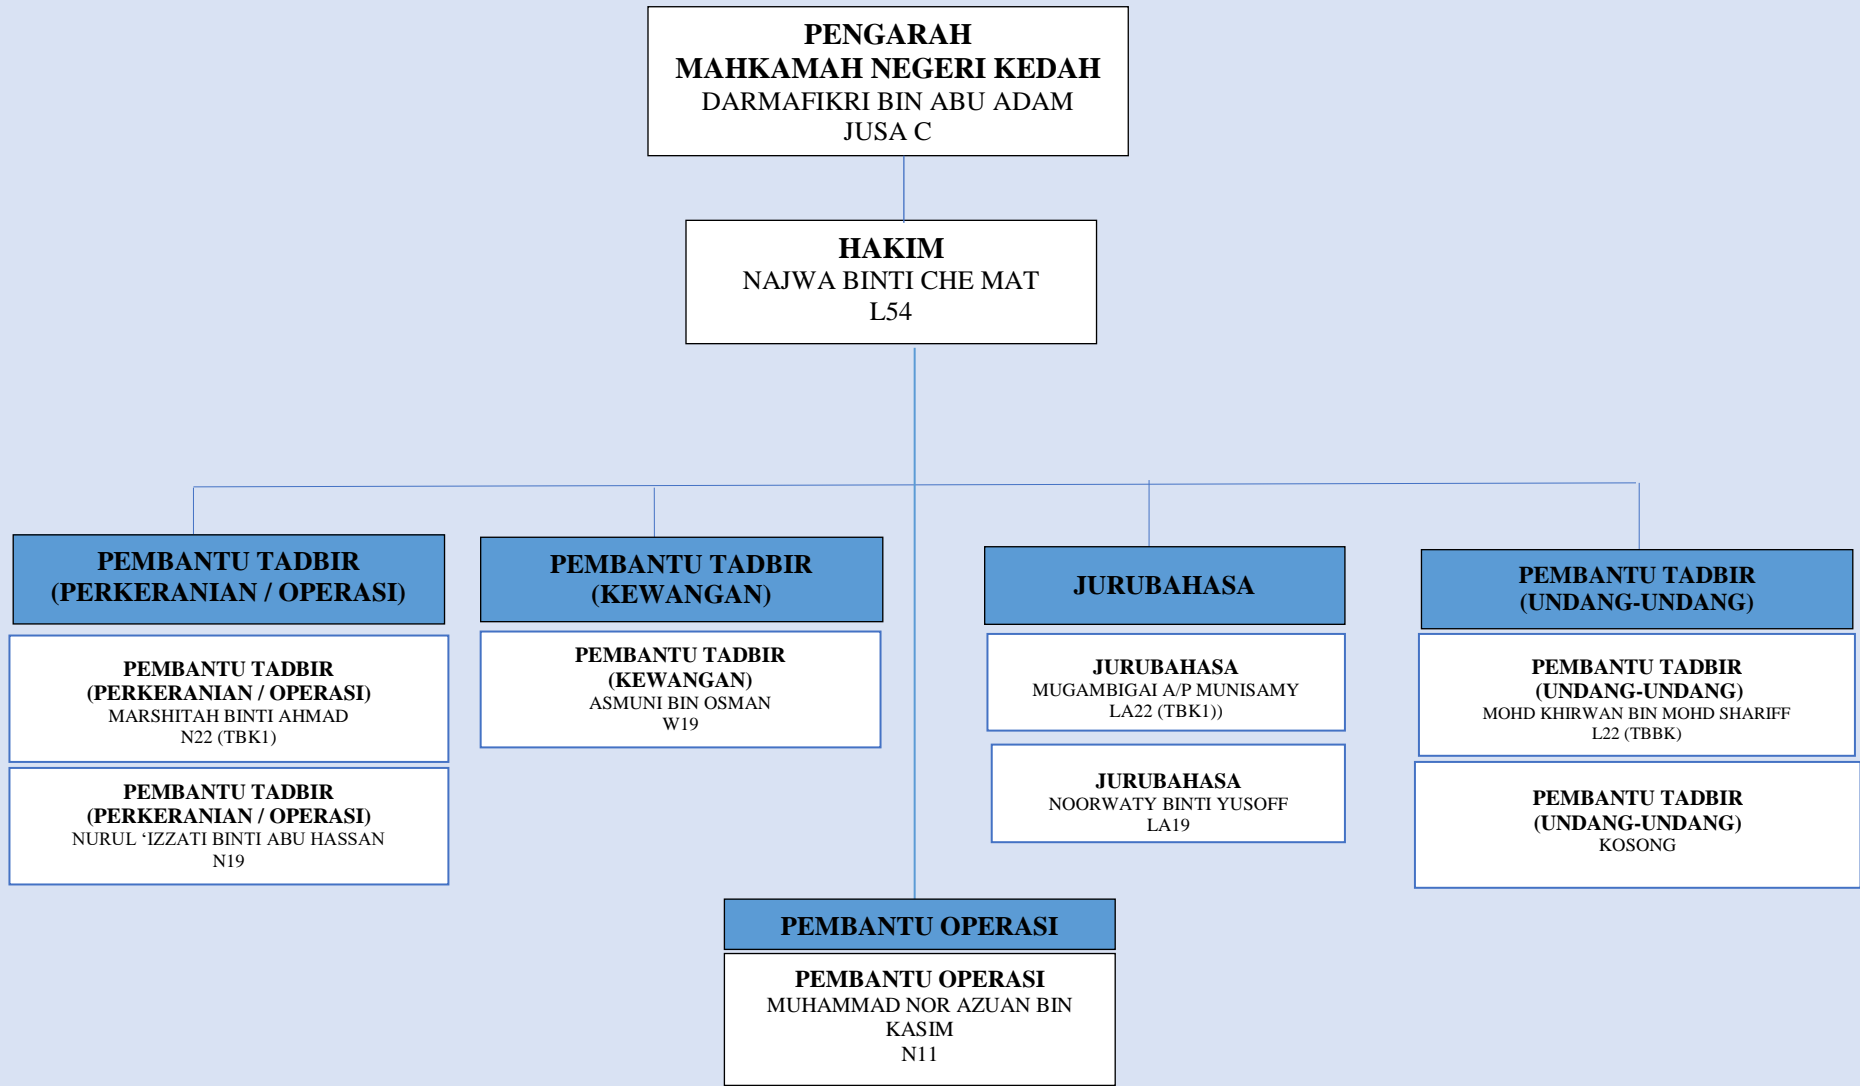 PENGARAH
MAHKAMAH NEGERI KEDAH
DARMAFIKRI BIN ABU ADAM
JUSA C
HAKIM
NAJWA BINTI CHE MAT
L54
PEMBANTU TADBIR
(PERKERANIAN / OPERASI)
PEMBANTU TADBIR
(PERKERANIAN / OPERASI)
MARSHITAH BINTI AHMAD
N22 (TBK1)
PEMBANTU TADBIR
(PERKERANIAN / OPERASI)
NURUL ‘IZZATI BINTI ABU HASSAN
N19
PEMBANTU TADBIR
(KEWANGAN)
PEMBANTU TADBIR
(KEWANGAN)
ASMUNI BIN OSMAN
W19
JURUBAHASA
JURUBAHASA
MUGAMBIGAI A/P MUNISAMY
LA22 (TBK1))
JURUBAHASA
NOORWATY BINTI YUSOFF
LA19
PEMBANTU TADBIR
(UNDANG-UNDANG)
PEMBANTU TADBIR
(UNDANG-UNDANG)
MOHD KHIRWAN BIN MOHD SHARIFF
L22 (TBBK)
PEMBANTU TADBIR
(UNDANG-UNDANG)
KOSONG
PEMBANTU OPERASI
PEMBANTU OPERASI
MUHAMMAD NOR AZUAN BIN
KASIM
N11